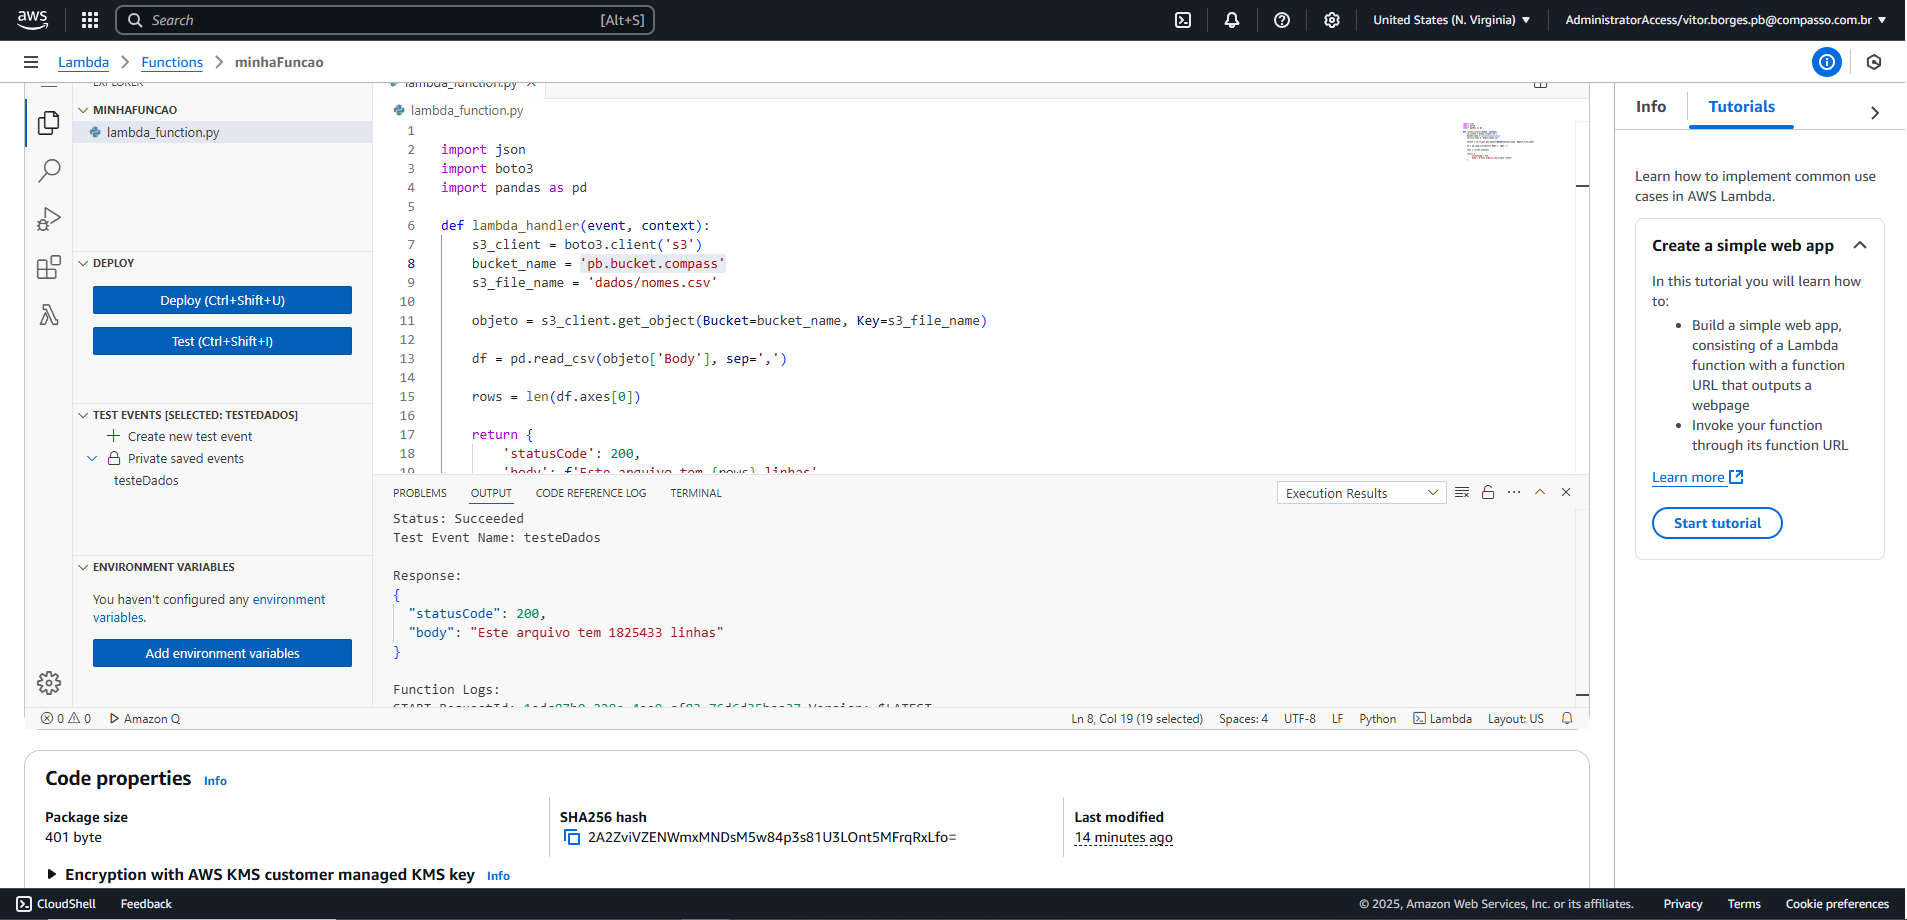 aws
Search
[Alt+S]
United States (N. Virginia)
AdministratorAccess/vitor.borges.pb@compasso.com.br
Lambda
Functions
minhaFuncao
EXPLORER
lambda_function.py
MINHAFUNCAO
lambda_function.py
DEPLOY
Deploy (Ctrl+Shift+U)
Test (Ctrl+Shift+I)
TEST EVENTS [SELECTED: TESTEDADOS]
Create new test event
Private saved events
testeDados
ENVIRONMENT VARIABLES
You haven't configured any environment
variables.
Add environment variables
lambda_function.py
1
2 import json
3 import boto3
4 import pandas as pd
5
6 def lambda_handler(event, context):
7 s3_client = boto3.client('s3')
8 bucket_name = 'pb.bucket.compass'
9 s3_file_name = 'dados/nomes.csv'
10
11 objeto = s3_client.get_object(Bucket=bucket_name, Key=s3_file_name)
12
13 df = pd.read_csv(objeto['Body'], sep=',')
14
15 rows = len(df.axes[0])
16
17 return {
18 'statusCode': 200,
19 'body': f'Este arquivo tem {rows} linhas'
PROBLEMS
OUTPUT
CODE REFERENCE LOG
TERMINAL
Execution Results
Status: Succeeded
Test Event Name: testeDados
Response:
{
"statusCode": 200,
"body": "Este arquivo tem 1825433 linhas"
}
Function Logs:
START RequestId: Version: $LATEST
0 0
Amazon Q
Ln 8, Col 19 (19 selected)
Spaces: 4
UTF-8
LF
Python
Lambda
Layout: US
Code properties Info
Package size
401 byte
SHA256 hash
2A2ZviVZENWmxMNDsM5w84p3s81U3LOnt5MFrqRxLfo=
Last modified
14 minutes ago
Encryption with AWS KMS customer managed KMS key Info
Info
Tutorials
Learn how to implement common use
cases in AWS Lambda.
Create a simple web app
In this tutorial you will learn how
to:
• Build a simple web app,
consisting of a Lambda
function with a function
URL that outputs a
webpage
• Invoke your function
through its function URL
Learn more
Start tutorial
CloudShell
Feedback
© 2025, Amazon Web Services, Inc. or its affiliates.
Privacy
Terms
Cookie preferences